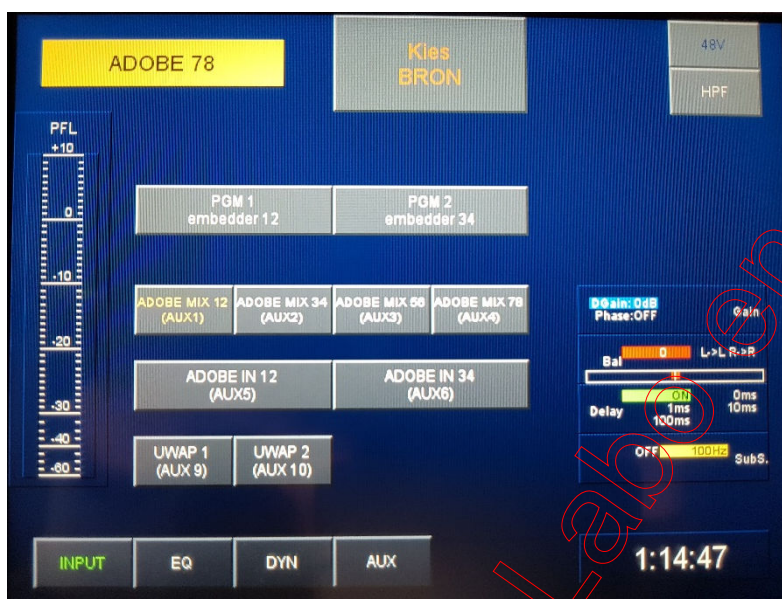 ADOBE 78
Kies
BRON
48V
HPF
PFL
+10
0
-10
-20
-30
-40
-60
PGM 1
embedder 12
PGM 2
embedder 34
ADOBE MIX 12
(AUX1)
ADOBE MIX 34
(AUX2)
ADOBE MIX 56
(AUX3)
ADOBE MIX 78
(AUX4)
ADOBE IN 12
(AUX5)
ADOBE IN 34
(AUX6)
UWAP 1
(AUX 9)
UWAP 2
(AUX 10)
DGain: 0dB
Phase:OFF
Gain
Bal
0
L->L R->R
Delay
ON
0ms
1ms
10ms
100ms
OFF
100Hz
SubS.
INPUT
EQ
DYN
AUX
1:14:47
Labo en